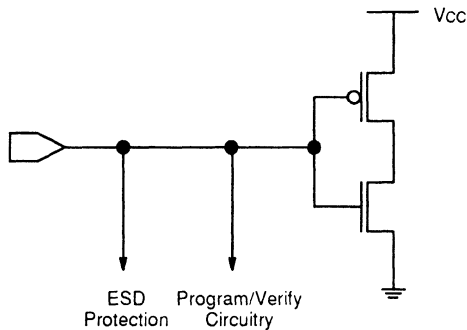 Vcc
ESD
Protection
Program/Verify
Circuitry